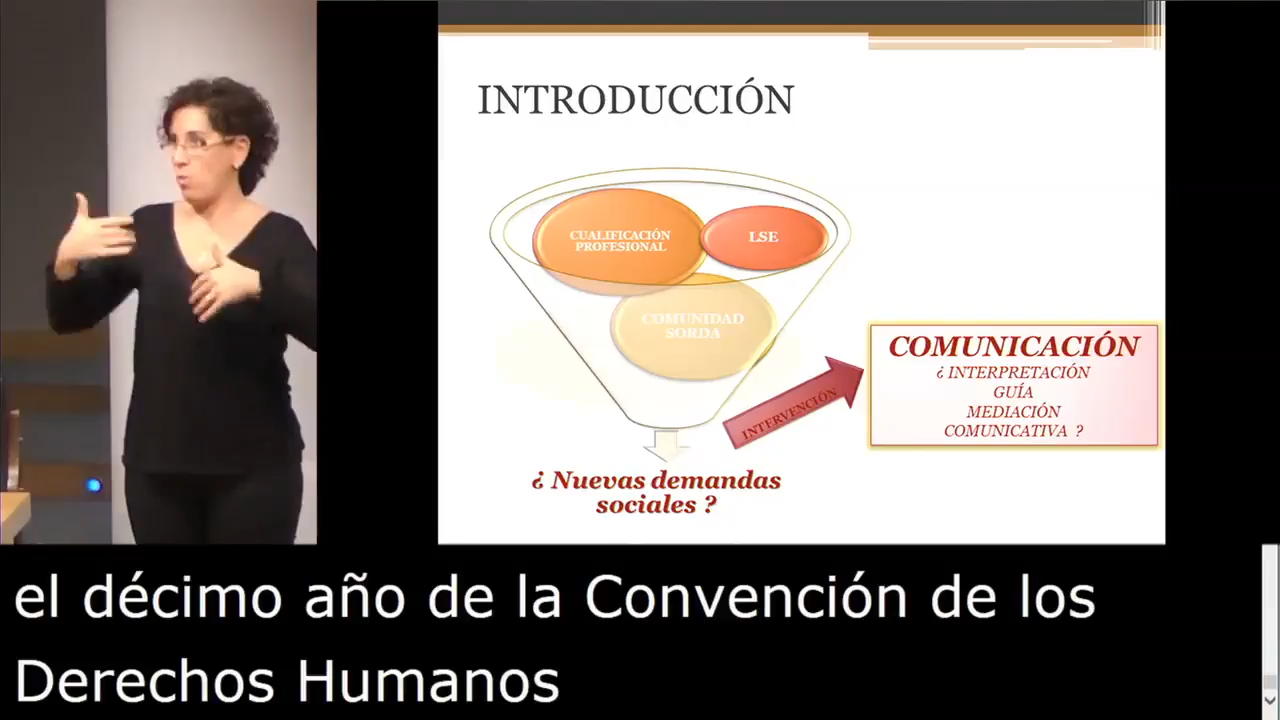 INTRODUCCIÓN
CUALIFICACIÓN
PROFESIONAL
LSE
COMUNIDAD
SORDA
INTERVENCIÓN
COMUNICACIÓN
¿ INTERPRETACIÓN
GUÍA
MEDIACIÓN
COMUNICATIVA ?
¿ Nuevas demandas
sociales ?
el décimo año de la Convención de los
Derechos Humanos